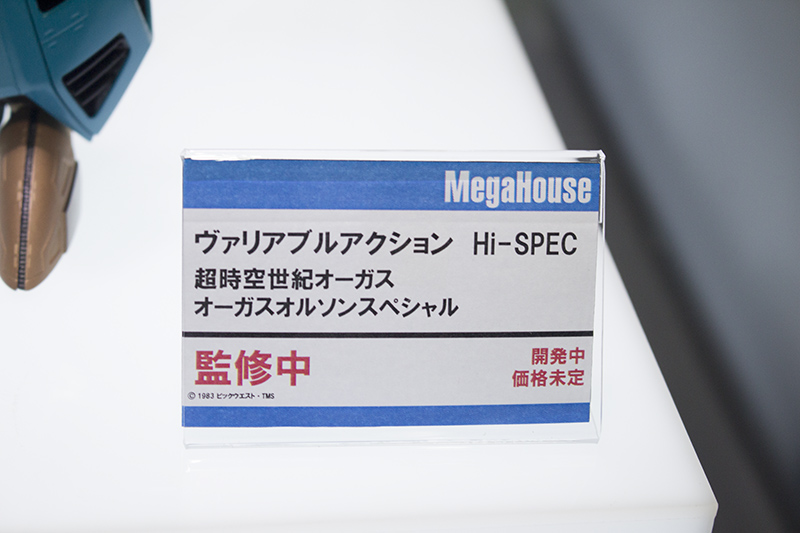 MegaHouse
ヴァリアブルアクション Hi-SPEC
超時空世紀オーガス
オーガスオルソンスペシャル
監修中
開発中
価格未定
© 1983 ビックウエスト・TMS